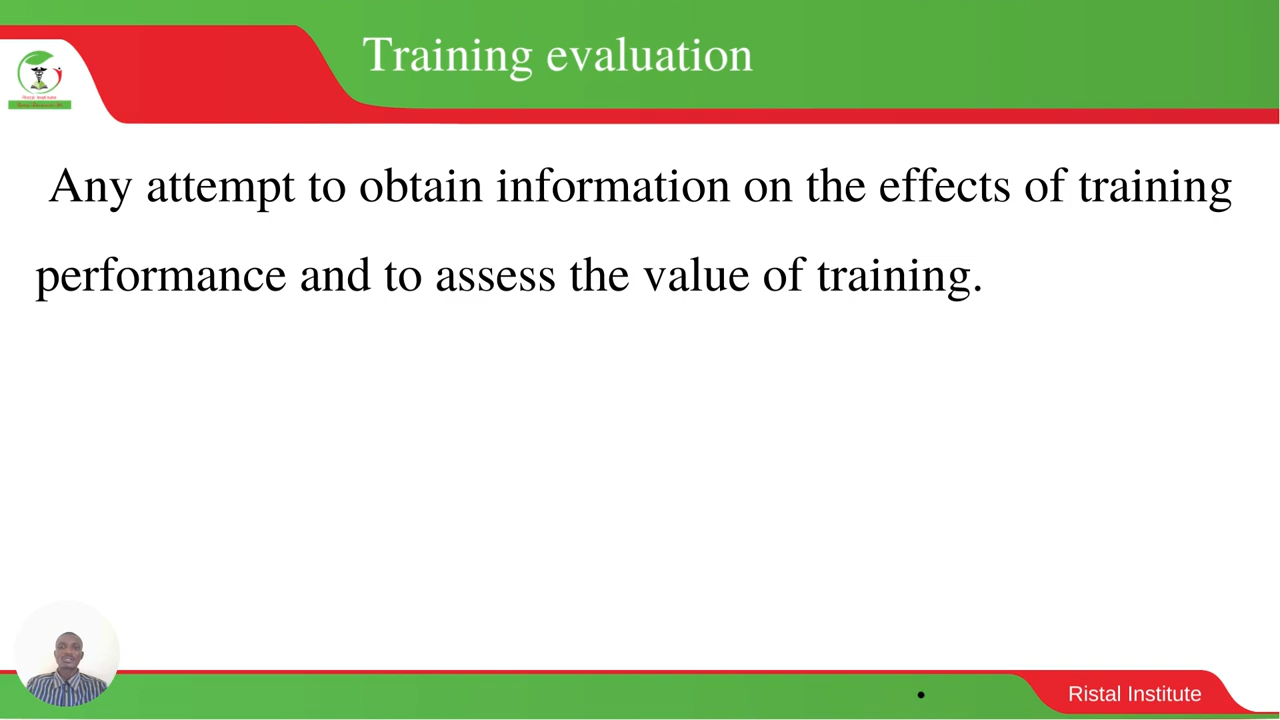 Training evaluation
Any attempt to obtain information on the effects of training
performance and to assess the value of training.
Ristal Institute